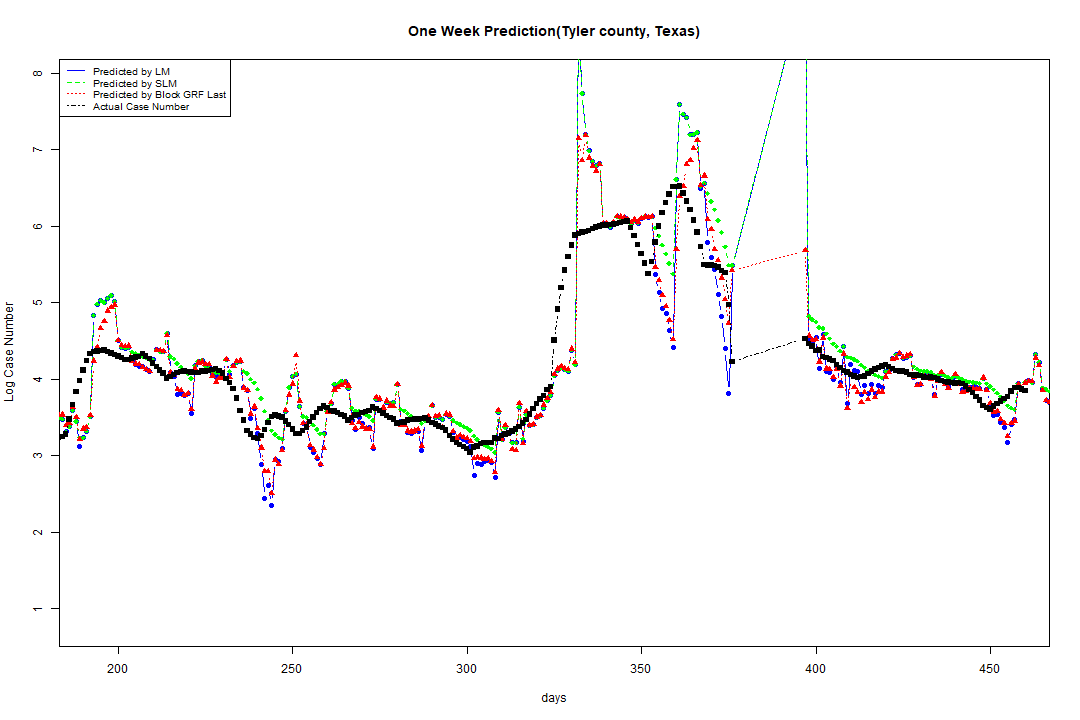 One Week Prediction(Tyler county, Texas)
Predicted by LM
Predicted by SLM
Predicted by Block GRF Last
Actual Case Number
8
7
6
5
4
3
2
1
Log Case Number
200 250 300 350 400 450
days